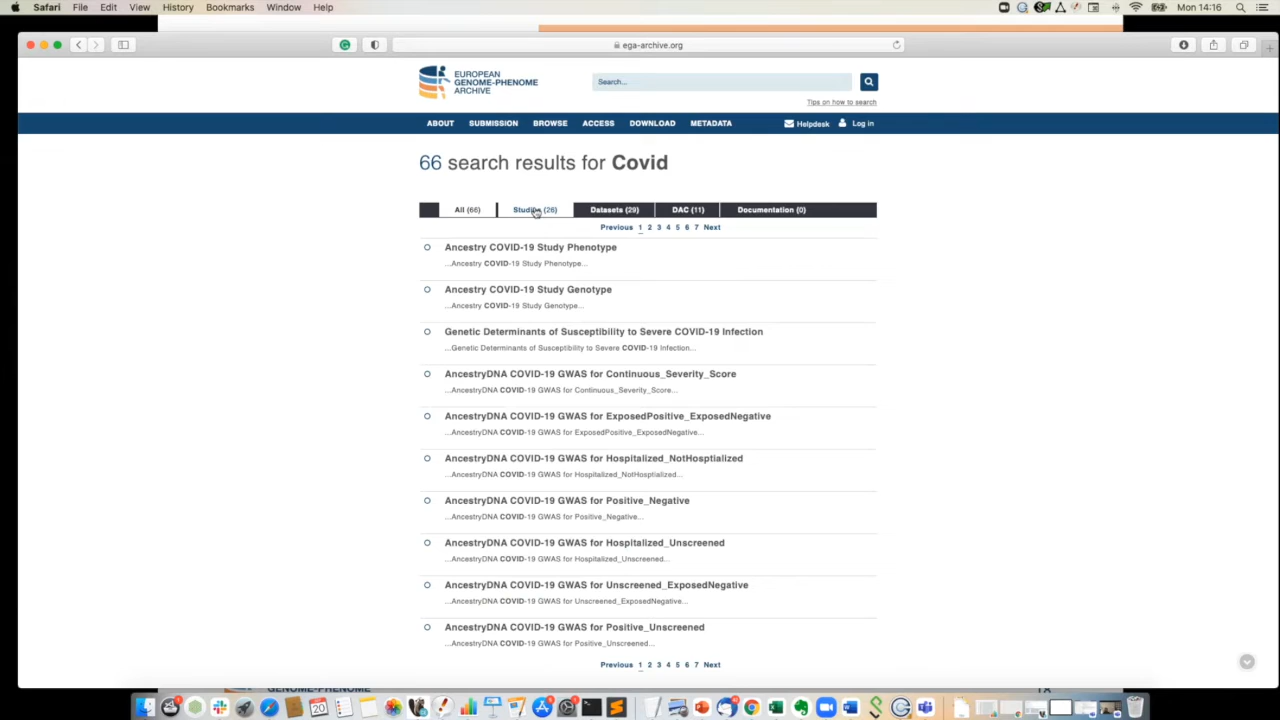 Safari File Edit View History Bookmarks Window Help Mon 14:16
ega-archive.org
EUROPEAN
GENOME-PHENOME
ARCHIVE
Search...
Tips on how to search
ABOUT SUBMISSION BROWSE ACCESS DOWNLOAD METADATA Helpdesk Log in
66 search results for Covid
All (66) Studies (26) Datasets (29) DAC (11) Documentation (0)
Previous 1 2 3 4 5 6 7 Next
Ancestry COVID-19 Study Phenotype
...Ancestry COVID-19 Study Phenotype...
Ancestry COVID-19 Study Genotype
...Ancestry COVID-19 Study Genotype...
Genetic Determinants of Susceptibility to Severe COVID-19 Infection
...Genetic Determinants of Susceptibility to Severe COVID-19 Infection...
AncestryDNA COVID-19 GWAS for Continuous_Severity_Score
...AncestryDNA COVID-19 GWAS for Continuous_Severity_Score...
AncestryDNA COVID-19 GWAS for ExposedPositive_ExposedNegative
...AncestryDNA COVID-19 GWAS for ExposedPositive_ExposedNegative...
AncestryDNA COVID-19 GWAS for Hospitalized_NotHosptialized
...AncestryDNA COVID-19 GWAS for Hospitalized_NotHosptialized...
AncestryDNA COVID-19 GWAS for Positive_Negative
...AncestryDNA COVID-19 GWAS for Positive_Negative...
AncestryDNA COVID-19 GWAS for Hospitalized_Unscreened
...AncestryDNA COVID-19 GWAS for Hospitalized_Unscreened...
AncestryDNA COVID-19 GWAS for Unscreened_ExposedNegative
...AncestryDNA COVID-19 GWAS for Unscreened_ExposedNegative...
AncestryDNA COVID-19 GWAS for Positive_Unscreened
...AncestryDNA COVID-19 GWAS for Positive_Unscreened...
Previous 1 2 3 4 5 6 7 Next
GENOME-PHENOME
20